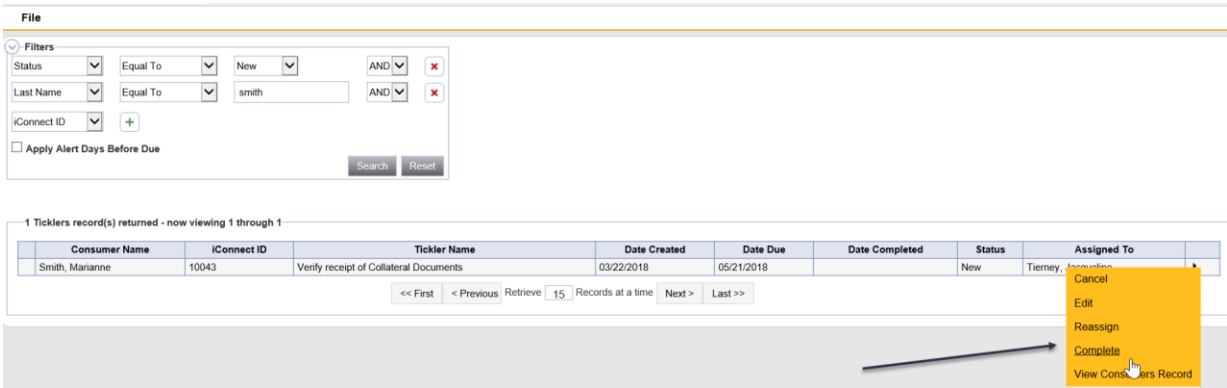 File
Filters
Status Equal To New AND
Last Name Equal To smith AND
iConnect ID
Apply Alert Days Before Due
Search Reset
1 Ticklers record(s) returned - now viewing 1 through 1
Consumer Name iConnect ID Tickler Name Date Created Date Due Date Completed Status Assigned To
Smith, Marianne 10043 Verify receipt of Collateral Documents 03/22/2018 05/21/2018 New Tierney, Jacqueline
<< First < Previous Retrieve 15 Records at a time Next > Last >>
Cancel
Edit
Reassign
Complete
View Consumers Record